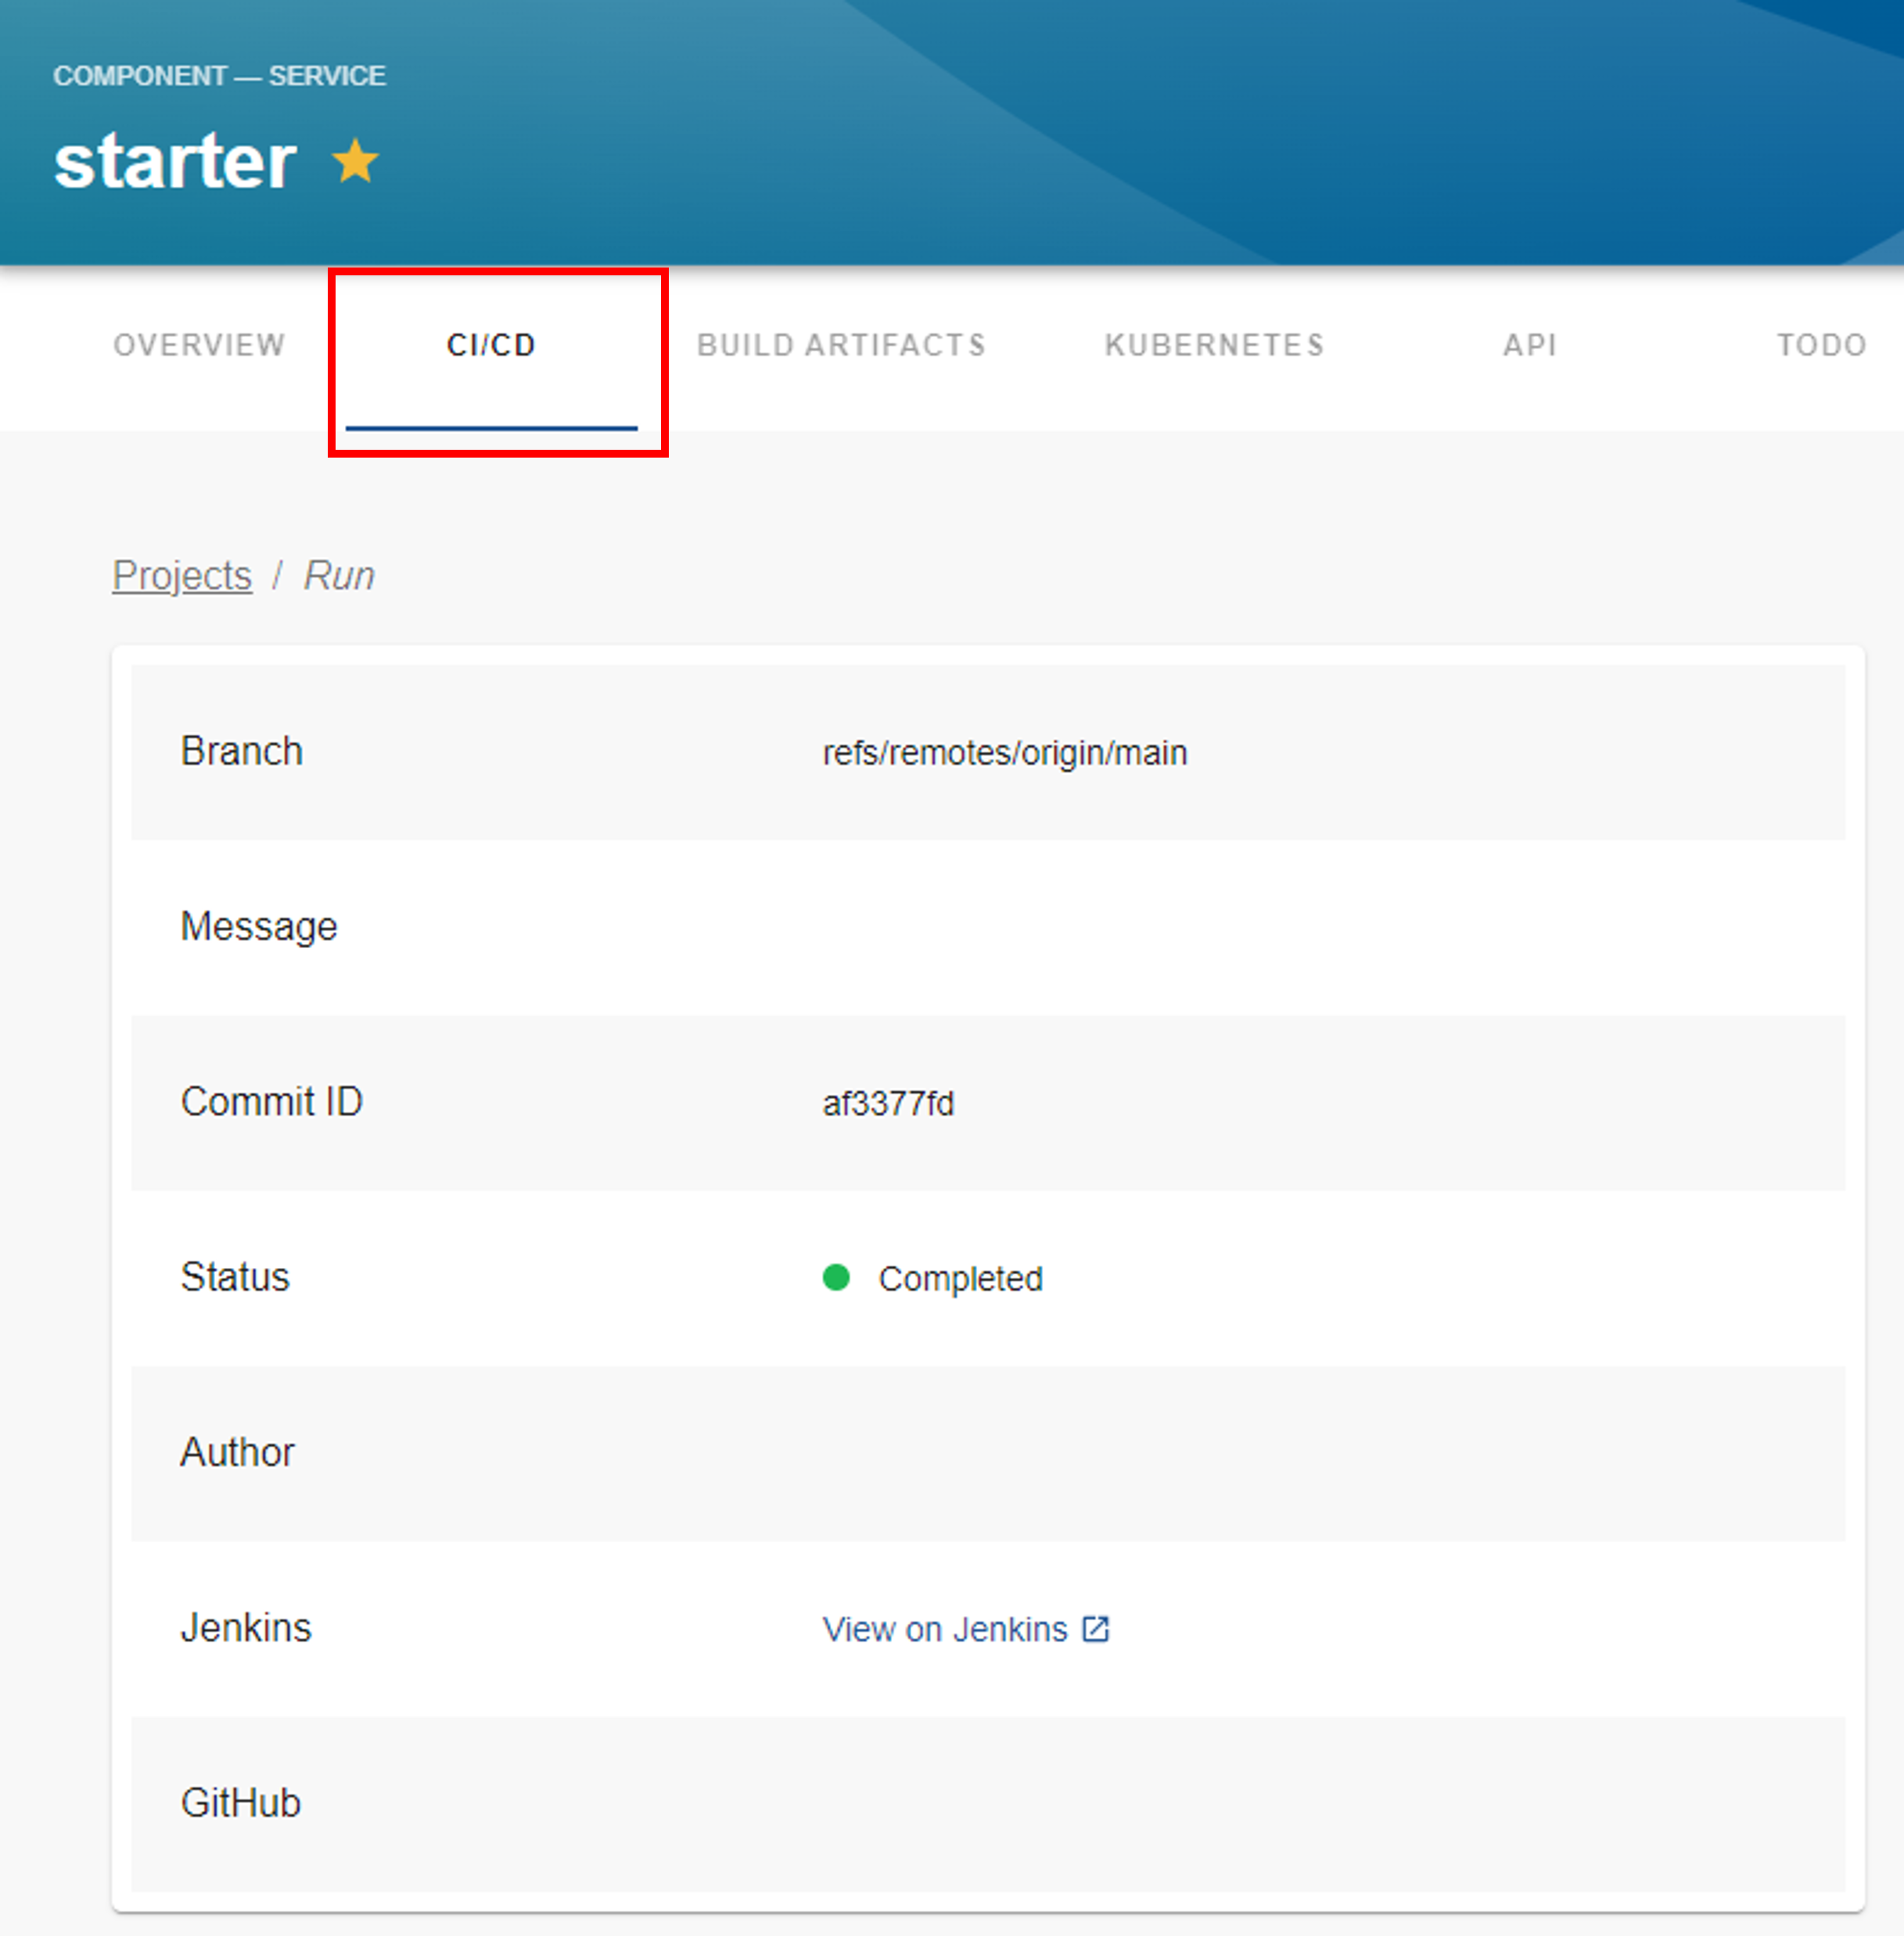 COMPONENT — SERVICE
starter
OVERVIEW CI/CD BUILD ARTIFACTS KUBERNETES API TODO
Projects / Run
Branch refs/remotes/origin/main
Message
Commit ID af3377fd
Status Completed
Author
Jenkins View on Jenkins
GitHub